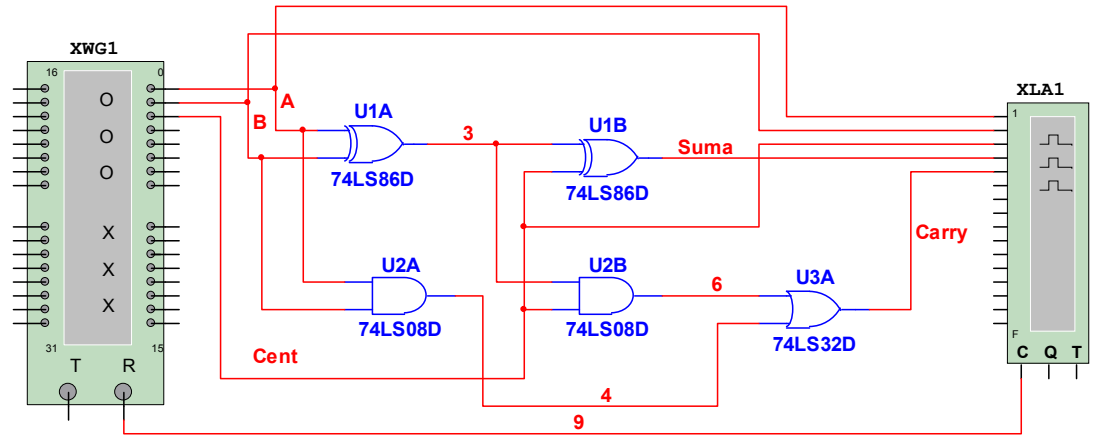 XWG1
16
0
O
O
O
X
X
X
31
15
T
R
A
B
U1A
74LS86D
3
U1B
74LS86D
Suma
XLA1
1
F
C
Q
T
Carry
U2A
74LS08D
U2B
74LS08D
6
U3A
74LS32D
Cent
4
9